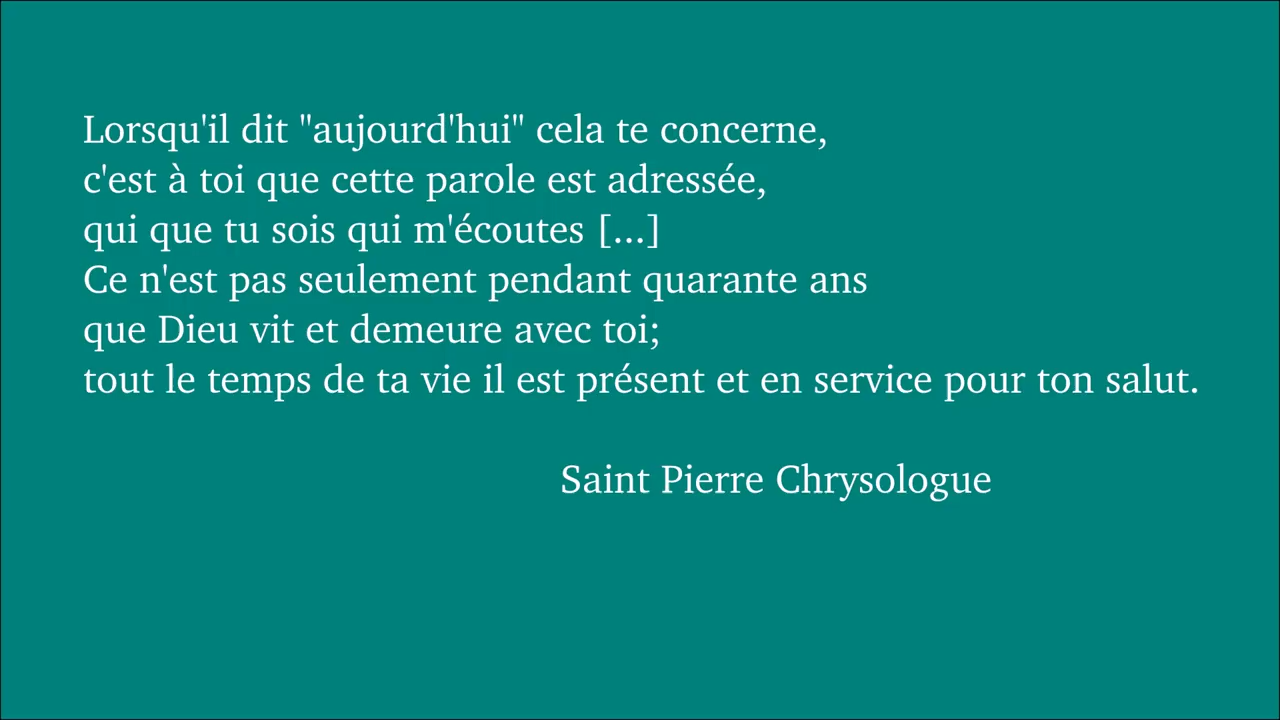 Lorsqu'il dit "aujourd'hui" cela te concerne,
c'est à toi que cette parole est adressée,
qui que tu sois qui m'écoutes [...]
Ce n'est pas seulement pendant quarante ans
que Dieu vit et demeure avec toi;
tout le temps de ta vie il est présent et en service pour ton salut.
Saint Pierre Chrysologue